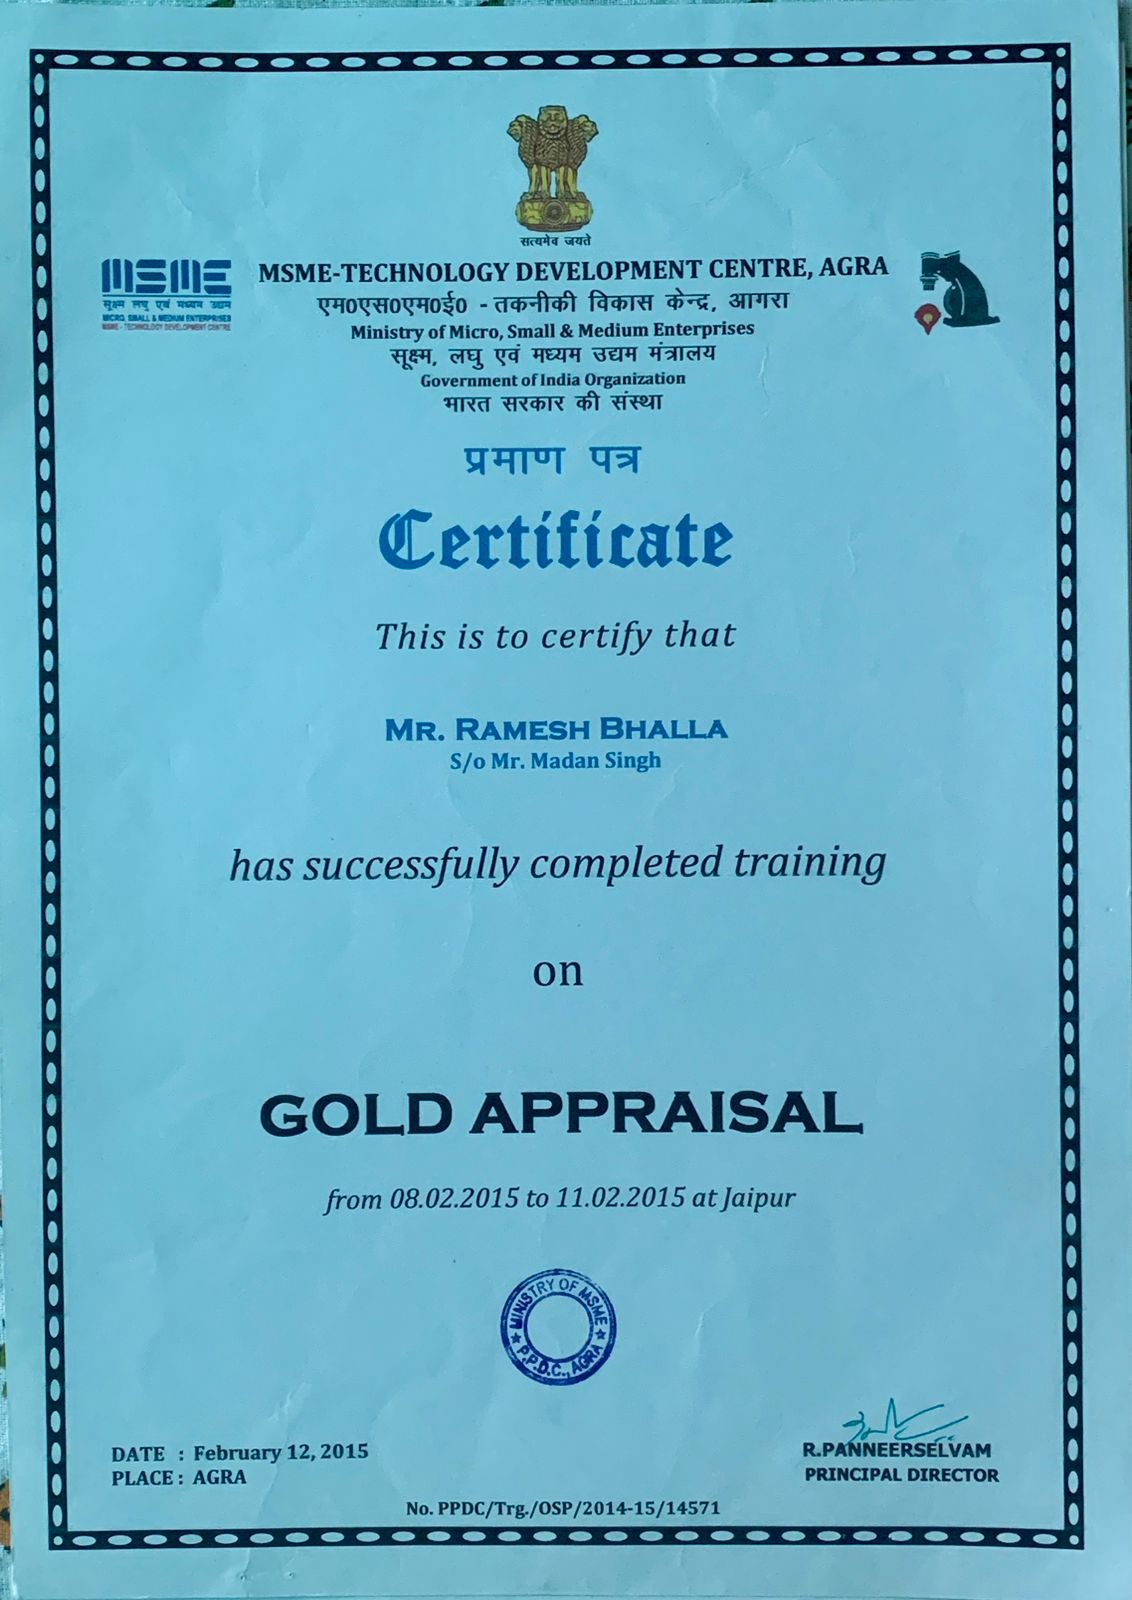 सत्यमेव जयते
MSME
सूक्ष्म लघु एवं मध्यम उद्यम
MICRO, SMALL & MEDIUM ENTERPRISES
MSME - TECHNOLOGY DEVELOPMENT CENTRE
MSME-TECHNOLOGY DEVELOPMENT CENTRE, AGRA
एम0एस0एम0ई0 - तकनीकी विकास केन्द्र, आगरा
Ministry of Micro, Small & Medium Enterprises
सूक्ष्म, लघु एवं मध्यम उद्यम मंत्रालय
Government of India Organization
भारत सरकार की संस्था
प्रमाण पत्र
Certificate
This is to certify that
MR. RAMESH BHALLA
S/o Mr. Madan Singh
has successfully completed training
on
GOLD APPRAISAL
from 08.02.2015 to 11.02.2015 at Jaipur
MINISTRY OF MSME
★ P.P.D.C., AGRA ★
DATE : February 12, 2015
PLACE : AGRA
R.PANNEERSELVAM
PRINCIPAL DIRECTOR
No. PPDC/Trg./OSP/2014-15/14571